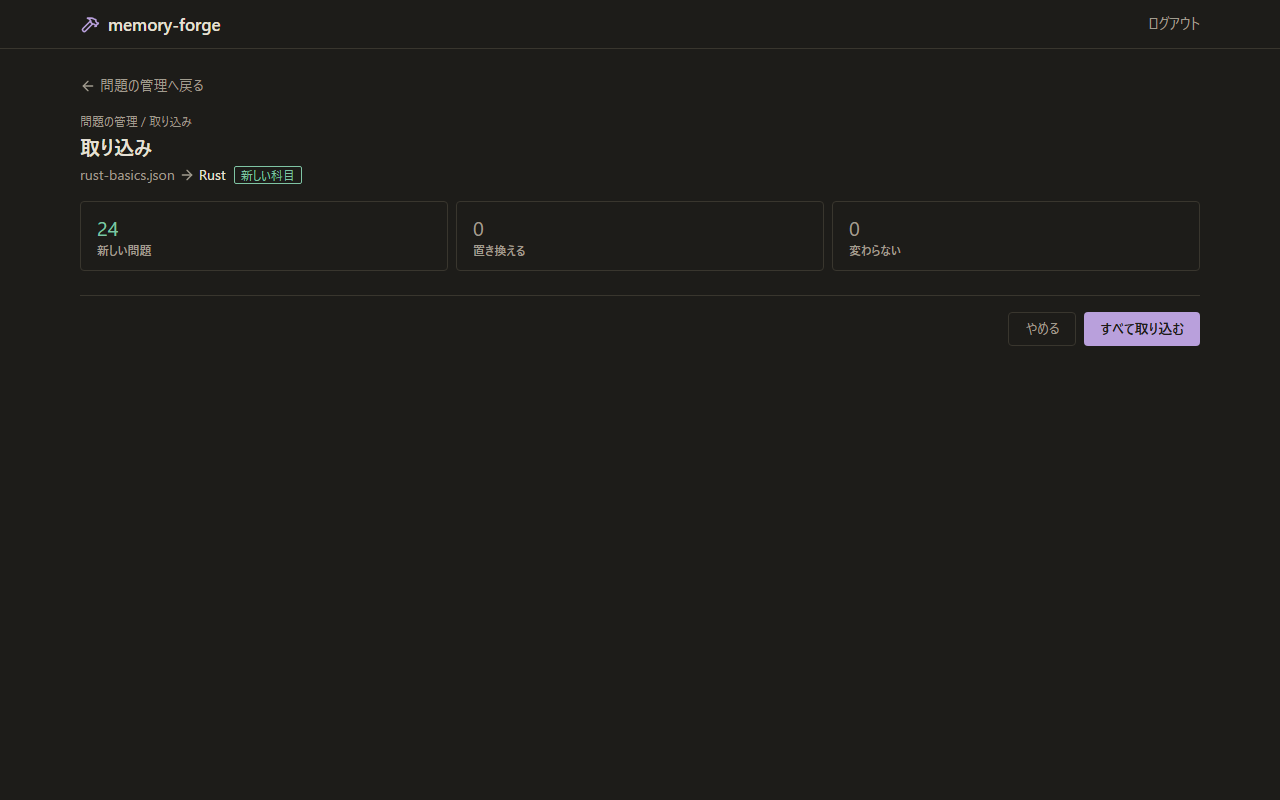 memory-forge
ログアウト
← 問題の管理へ戻る
問題の管理 / 取り込み
取り込み
rust-basics.json → Rust 新しい科目
24
新しい問題
0
置き換える
0
変わらない
やめる
すべて取り込む